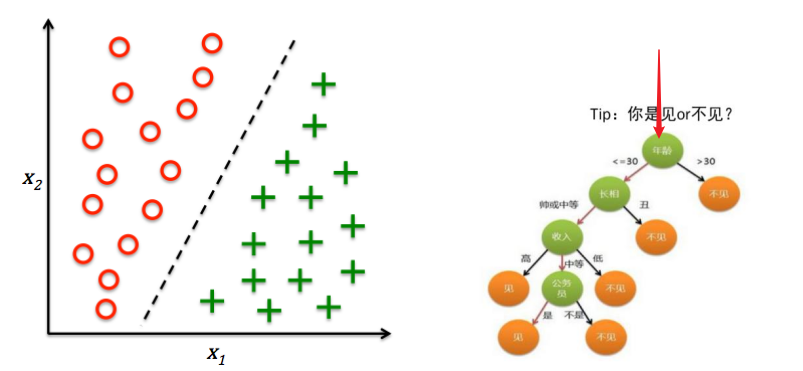 x2
x1
Tip：你是见or不见？
年龄
<=30
>30
长相
不见
帅或中等
丑
收入
不见
高
中等
低
见
公务
员
不见
是
不是
见
不见